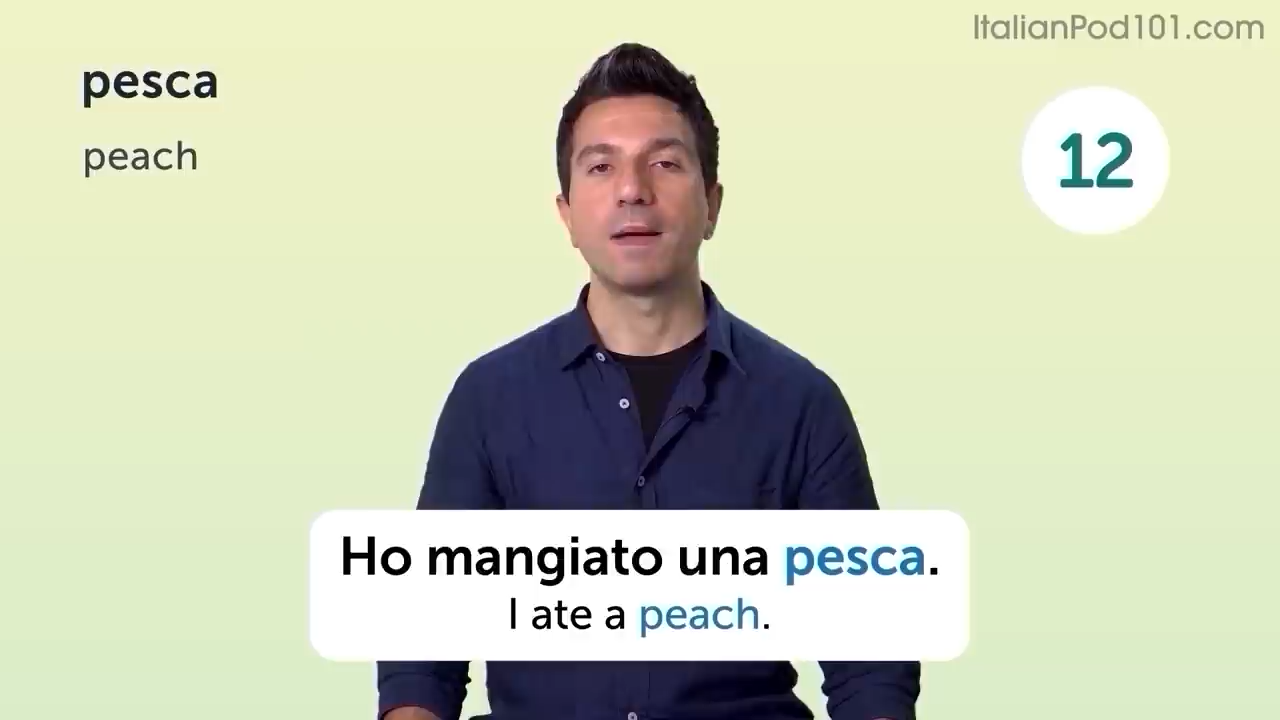 ItalianPod101.com
pesca
peach
12
Ho mangiato una pesca.
I ate a peach.